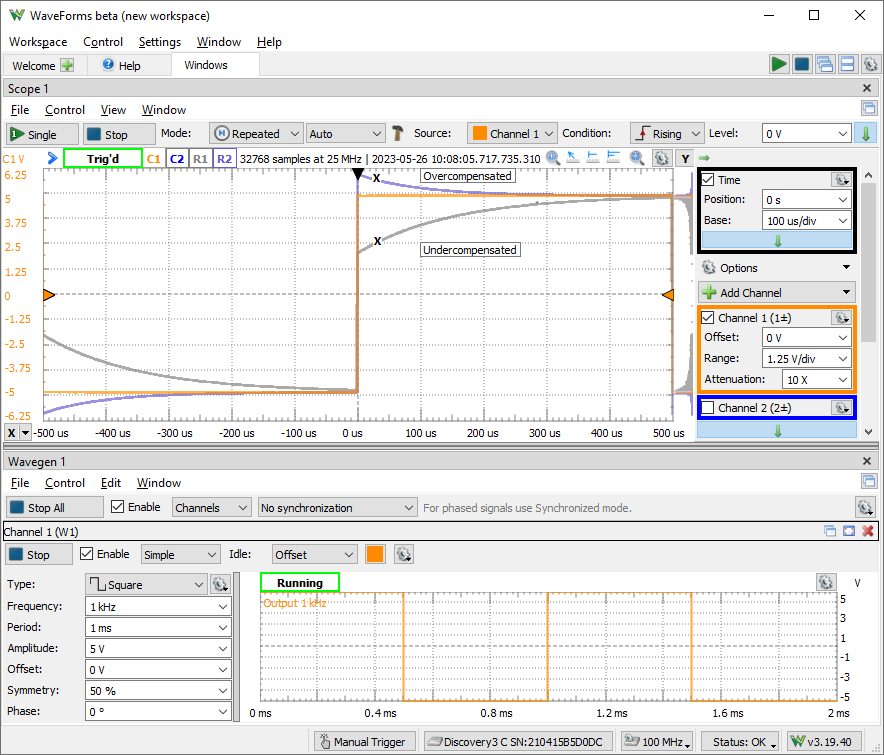 WaveForms beta (new workspace)
Workspace Control Settings Window Help
Welcome Help Windows
Scope 1
File Control View Window
Single Stop Mode: Repeated Auto Source: Channel 1 Condition: Rising Level: 0 V
C1 V Trig'd C1 C2 R1 R2 32768 samples at 25 MHz | 2023-05-26 10:08:05.717.735.310 Y
6.25
5
3.75
2.5
1.25
0
-1.25
-2.5
-3.75
-5
-6.25
X Overcompensated
X Undercompensated
X -500 us -400 us -300 us -200 us -100 us 0 us 100 us 200 us 300 us 400 us 500 us
Time
Position: 0 s
Base: 100 us/div
Options
Add Channel
Channel 1 (1±)
Offset: 0 V
Range: 1.25 V/div
Attenuation: 10 X
Channel 2 (2±)
Wavegen 1
File Control Edit Window
Stop All Enable Channels No synchronization For phased signals use Synchronized mode.
Channel 1 (W1)
Stop Enable Simple Idle: Offset
Type: Square
Frequency: 1 kHz
Period: 1 ms
Amplitude: 5 V
Offset: 0 V
Symmetry: 50 %
Phase: 0 °
Running V
Output 1 kHz
5
3
1
-1
-3
-5
0 ms 0.4 ms 0.8 ms 1.2 ms 1.6 ms 2 ms
Manual Trigger Discovery3 C SN:210415B5D0DC 100 MHz Status: OK v3.19.40